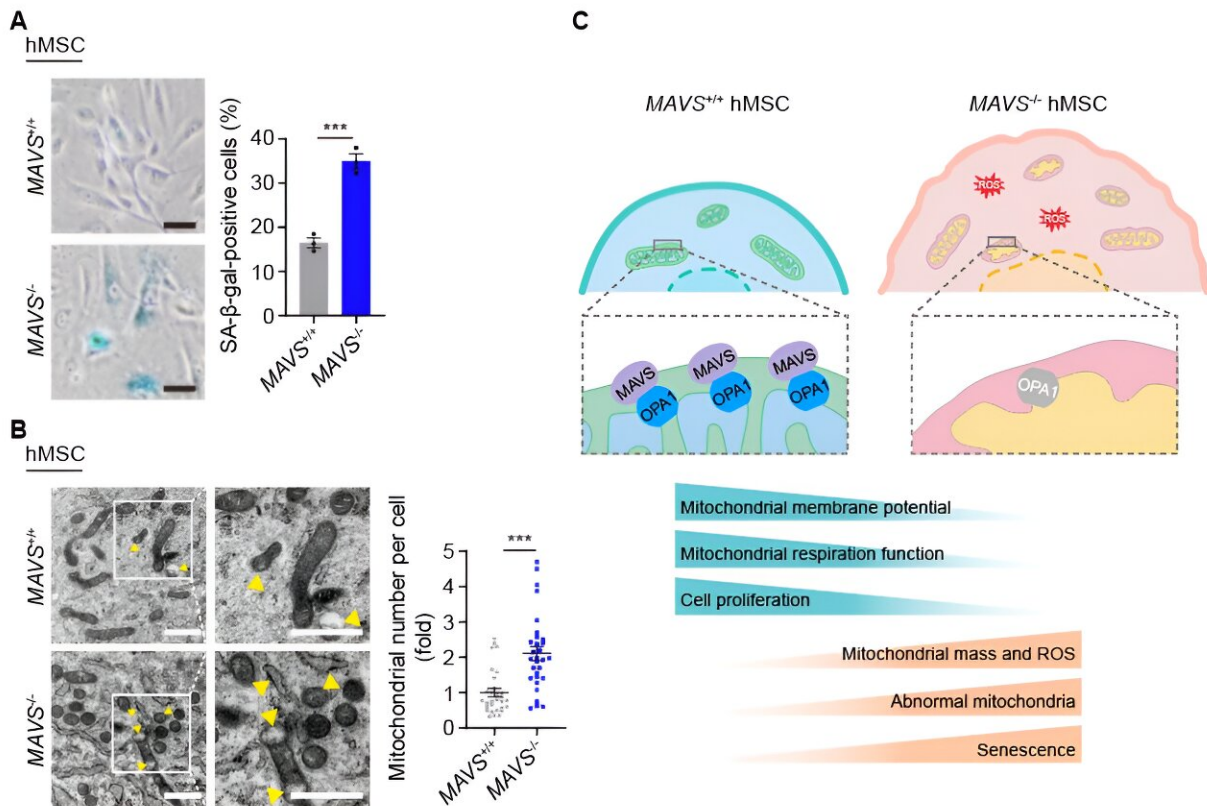 A
hMSC
MAVS+/+
MAVS-/-
SA-β-gal-positive cells (%)
40
30
20
10
0
***
MAVS+/+
MAVS-/-
B
hMSC
MAVS+/+
MAVS-/-
Mitochondrial number per cell
(fold)
5
4
3
2
1
0
***
MAVS+/+
MAVS-/-
C
MAVS+/+ hMSC
MAVS-/- hMSC
ROS
ROS
MAVS
MAVS
MAVS
OPA1
OPA1
OPA1
OPA1
Mitochondrial membrane potential
Mitochondrial respiration function
Cell proliferation
Mitochondrial mass and ROS
Abnormal mitochondria
Senescence